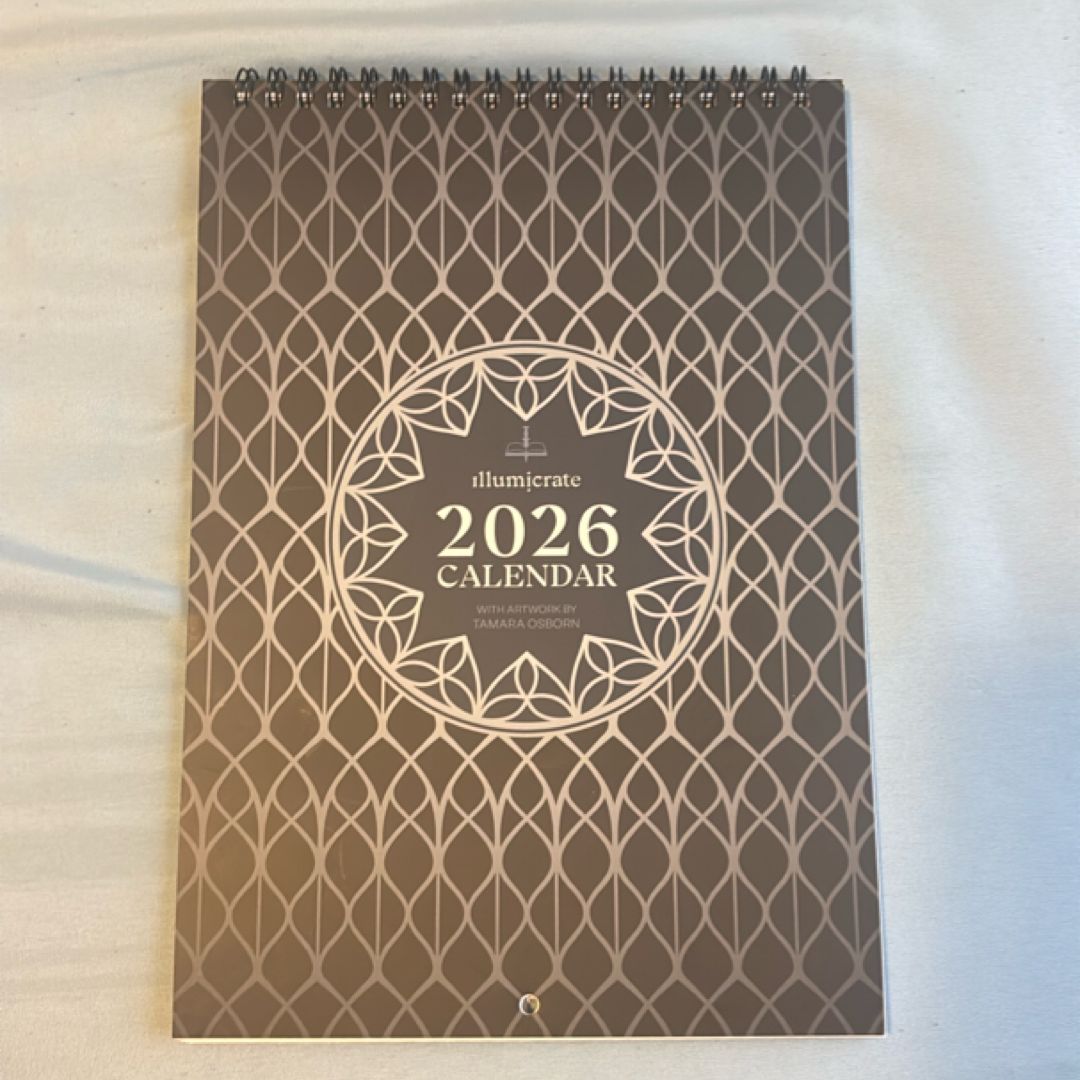 illumicrate
2026
CALENDAR
WITH ARTWORK BY
TAMARA OSBORN